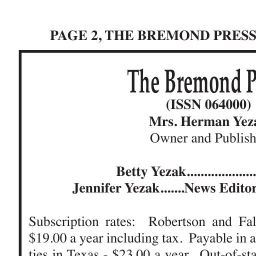 PAGE 2, THE BREMOND PRESS
The Bremond P
(ISSN 064000)
Mrs. Herman Yeza
Owner and Publish
Betty Yezak......................
Jennifer Yezak.......News Editor
Subscription rates: Robertson and Fal
$19.00 a year including tax. Payable in a
ties in Texas - $23.00 a year. Out-of-sta